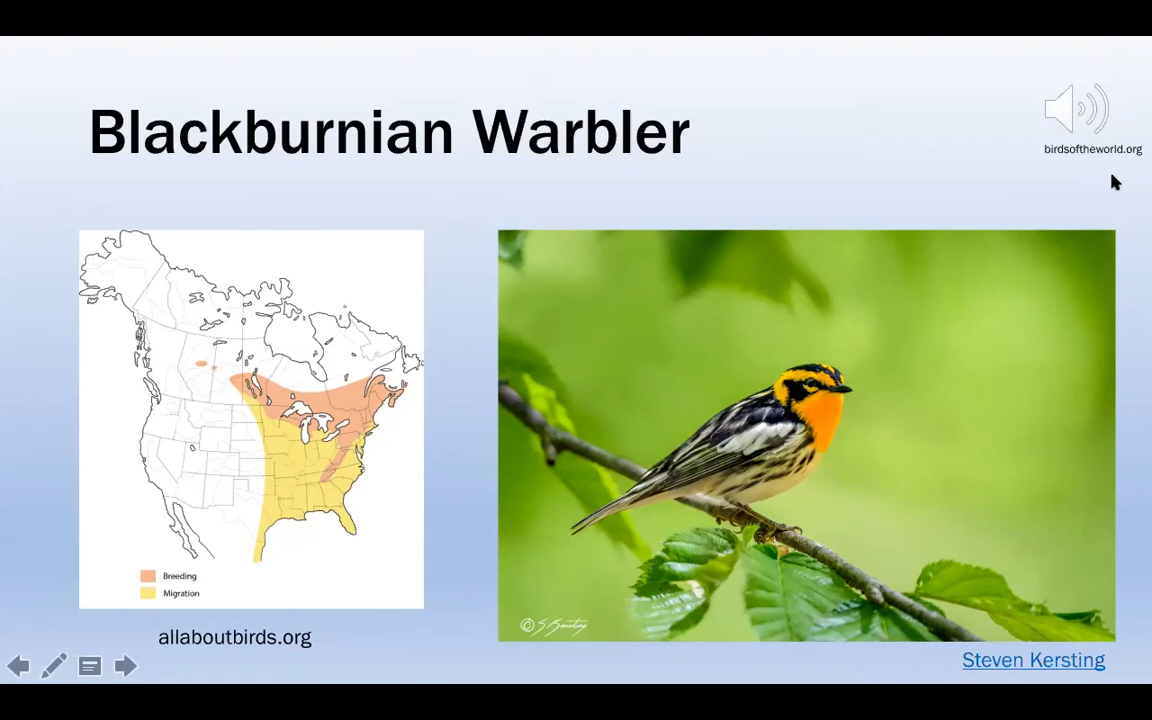 Blackburnian Warbler
birdsoftheworld.org
Breeding
Migration
allaboutbirds.org
Steven Kersting